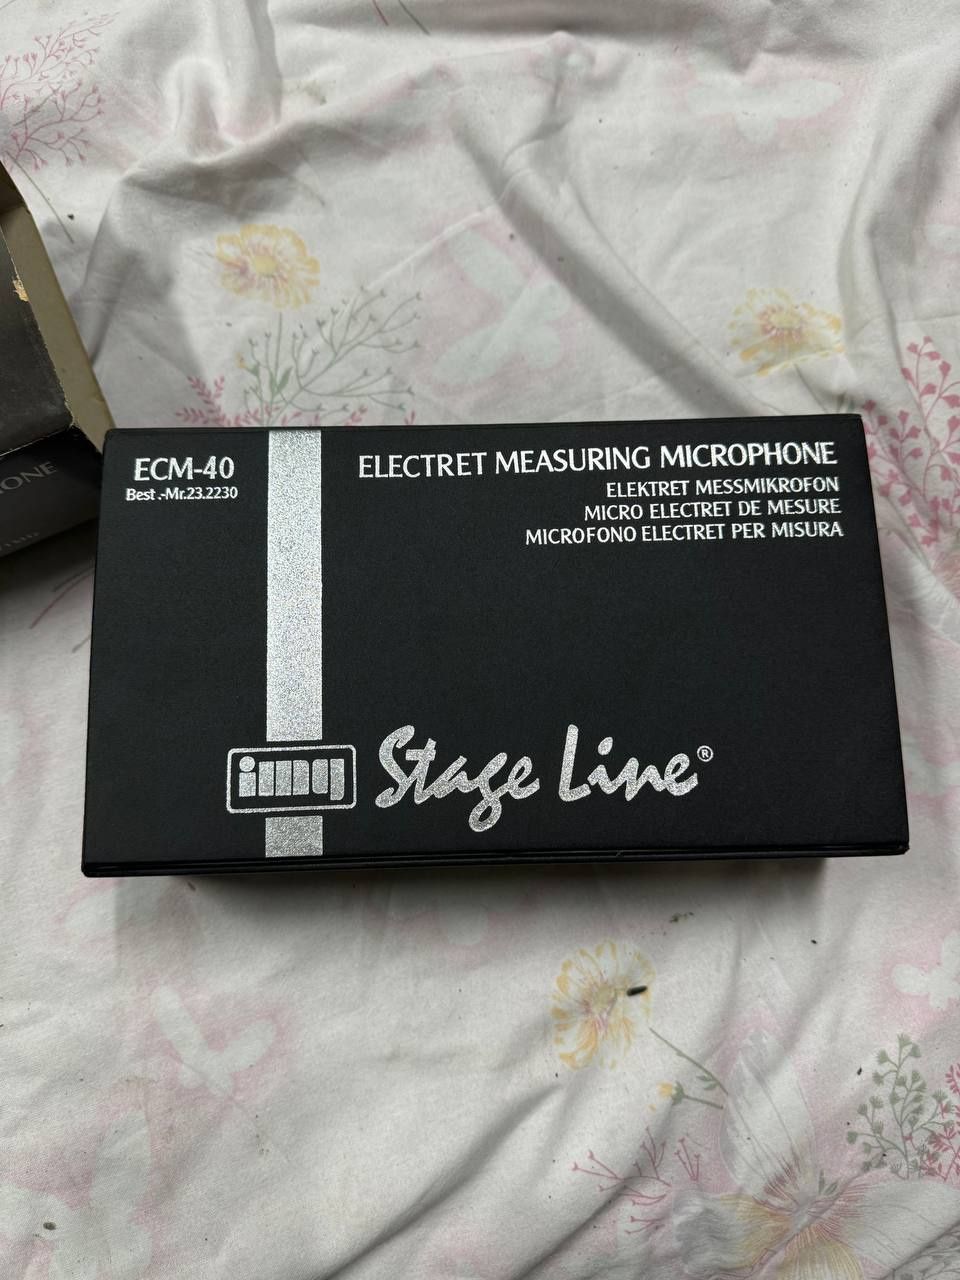 ECM-40
Best.-Mr.23.2230
ELECTRET MEASURING MICROPHONE
ELEKTRET MESSMIKROFON
MICRO ELECTRET DE MESURE
MICROFONO ELECTRET PER MISURA
img Stage Line®